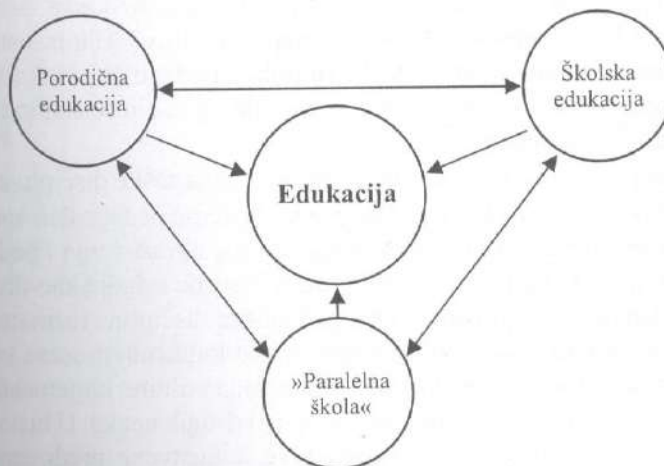 Porodična
edukacija
Školska
edukacija
Edukacija
»Paralelna
škola«